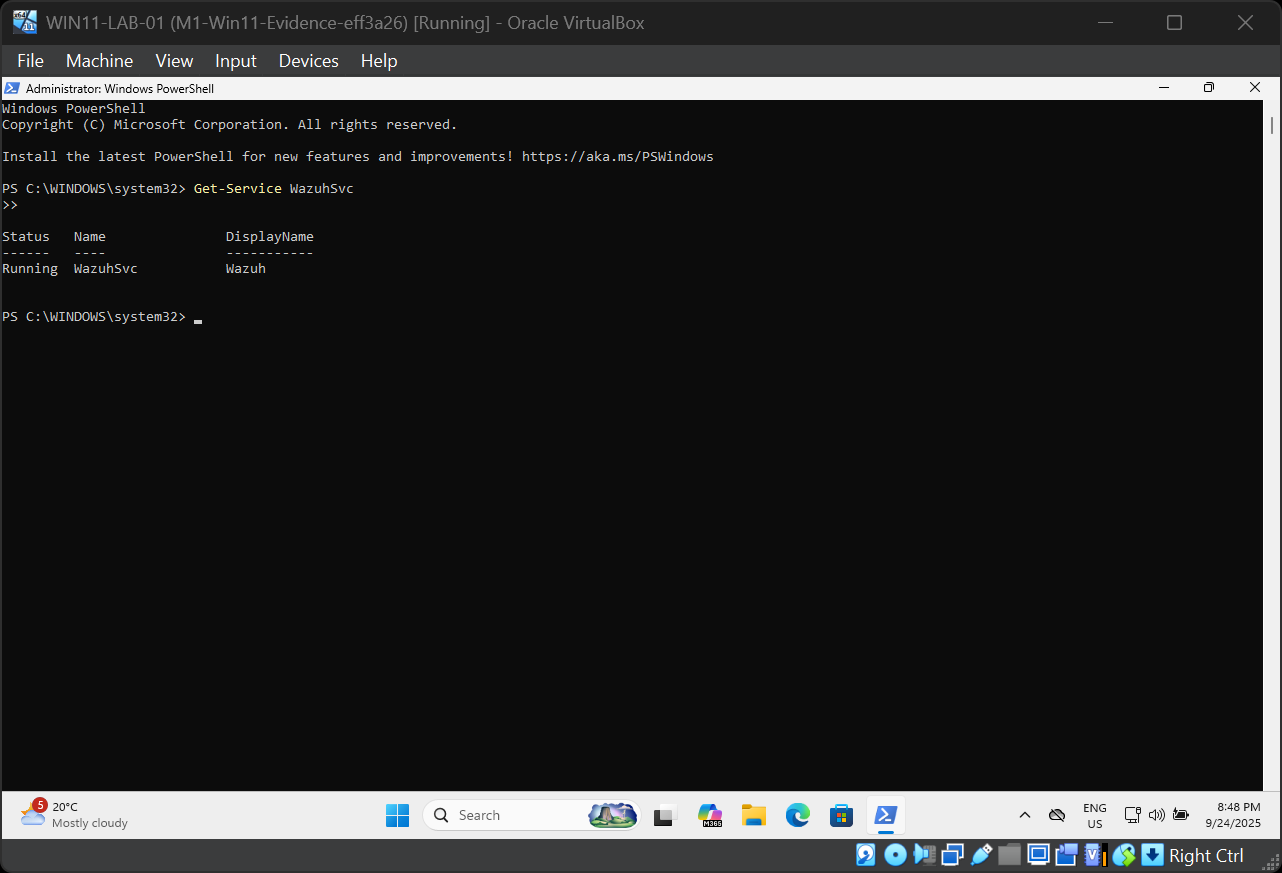 WIN11-LAB-01 (M1-Win11-Evidence-eff3a26) [Running] - Oracle VirtualBox
File Machine View Input Devices Help
Administrator: Windows PowerShell
Windows PowerShell
Copyright (C) Microsoft Corporation. All rights reserved.
Install the latest PowerShell for new features and improvements! https://aka.ms/PSWindows
PS C:\WINDOWS\system32> Get-Service WazuhSvc
>>
Status Name DisplayName
------ ---- -----------
Running WazuhSvc Wazuh
PS C:\WINDOWS\system32> _
5 20°C
Mostly cloudy
Search
M365
ENG
US
8:48 PM
9/24/2025
Right Ctrl